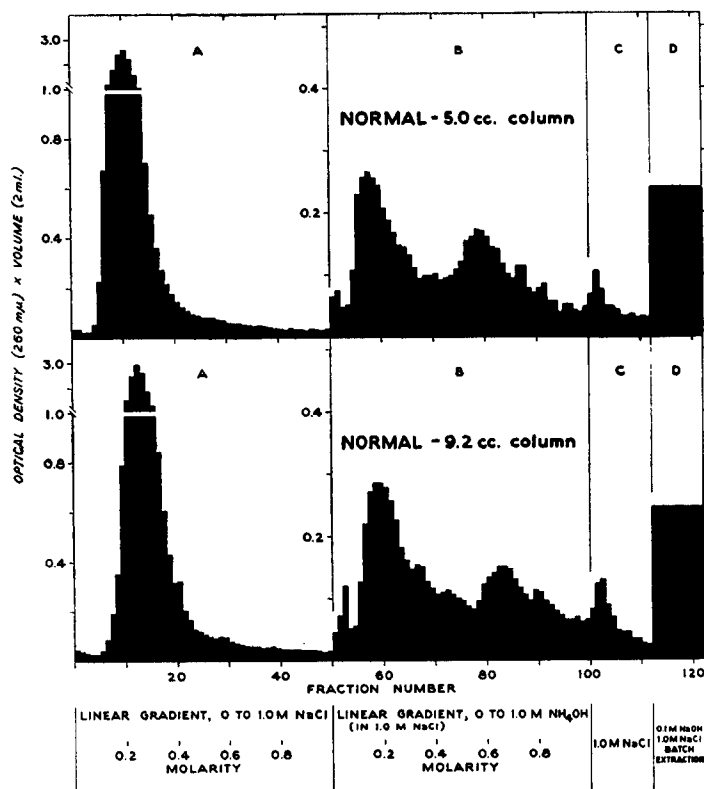 OPTICAL DENSITY (260 mμ) × VOLUME (2ml.)
3.0
1.0
0.8
0.4
A
0.4
0.2
B
C
D
NORMAL - 5.0 cc. column
3.0
1.0
0.8
0.4
A
0.4
0.2
B
C
D
NORMAL - 9.2 cc. column
20
40
60
80
100
120
FRACTION NUMBER
LINEAR GRADIENT, 0 TO 1.0 M NaCl
0.2 0.4 0.6 0.8
MOLARITY
LINEAR GRADIENT, 0 TO 1.0 M NH4OH
(IN 1.0 M NaCl)
0.2 0.4 0.6 0.8
MOLARITY
1.0 M NaCl
0.1M NaOH
1.0M NaCl
BATCH
EXTRACTION